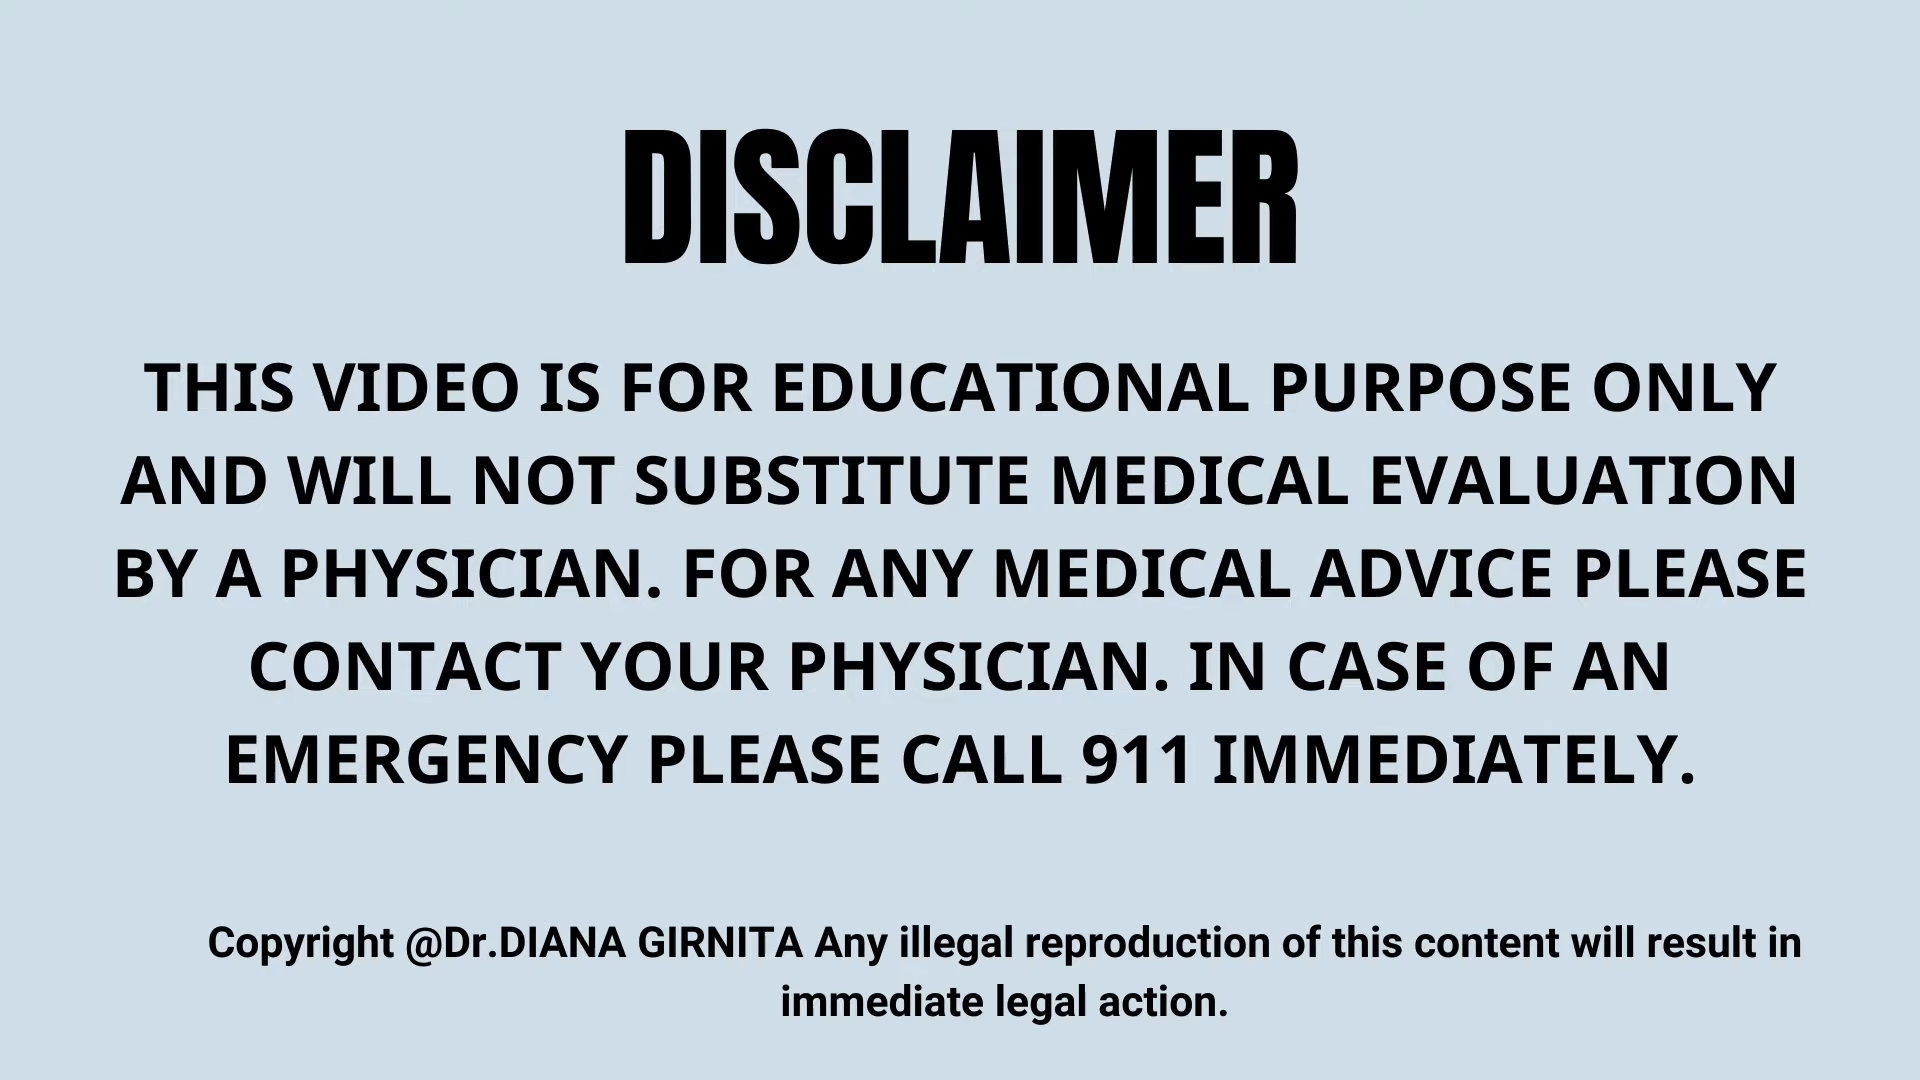 DISCLAIMER
THIS VIDEO IS FOR EDUCATIONAL PURPOSE ONLY
AND WILL NOT SUBSTITUTE MEDICAL EVALUATION
BY A PHYSICIAN. FOR ANY MEDICAL ADVICE PLEASE
CONTACT YOUR PHYSICIAN. IN CASE OF AN
EMERGENCY PLEASE CALL 911 IMMEDIATELY.
Copyright @Dr.DIANA GIRNITA Any illegal reproduction of this content will result in
immediate legal action.